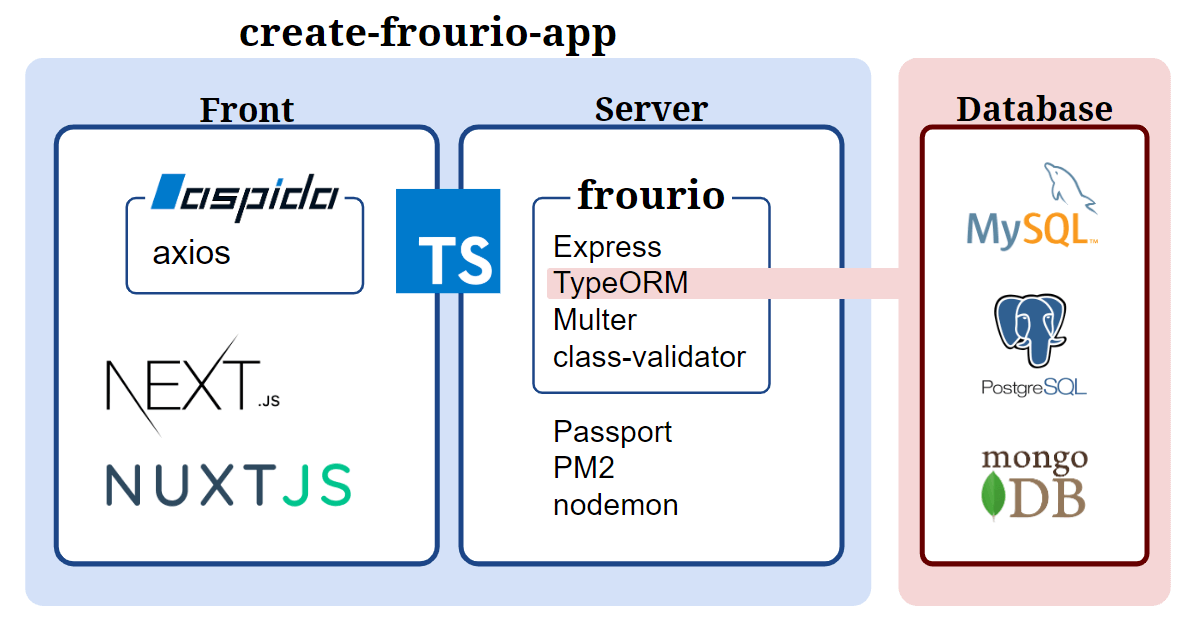 create-frourio-app
Front
aspida
axios
NEXT.JS
NUXTJS
TS
Server
frourio
Express
TypeORM
Multer
class-validator
Passport
PM2
nodemon
Database
MySQL™
PostgreSQL
mongo
DB